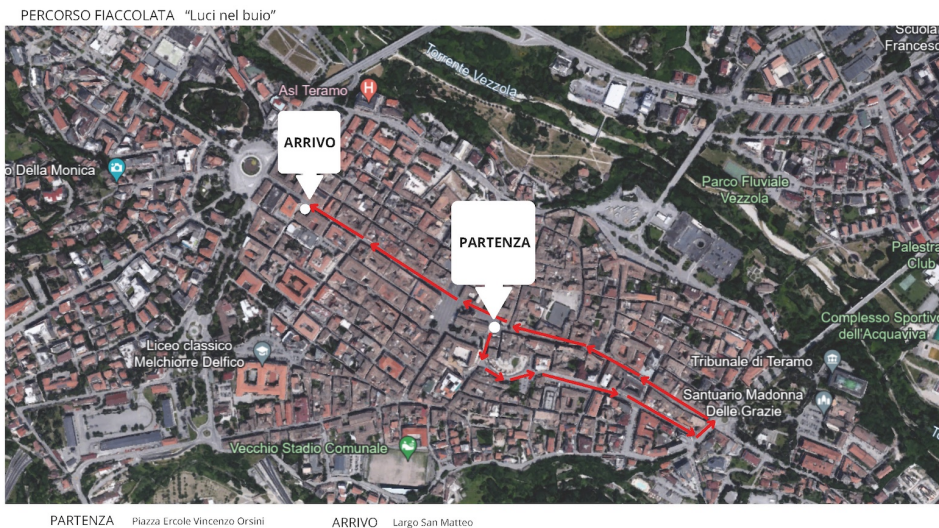 PERCORSO FIACCOLATA "Luci nel buio"
Scuola
Francesc
Torrente Vezzola
Asl Teramo
H
ARRIVO
o Della Monica
Parco Fluviale
Vezzola
PARTENZA
Palestra
Club
Complesso Sportivo
dell'Acquaviva
Liceo classico
Melchiorre Delfico
Tribunale di Teramo
Santuario Madonna
Delle Grazie
Vecchio Stadio Comunale
PARTENZA Piazza Ercole Vincenzo Orsini ARRIVO Largo San Matteo